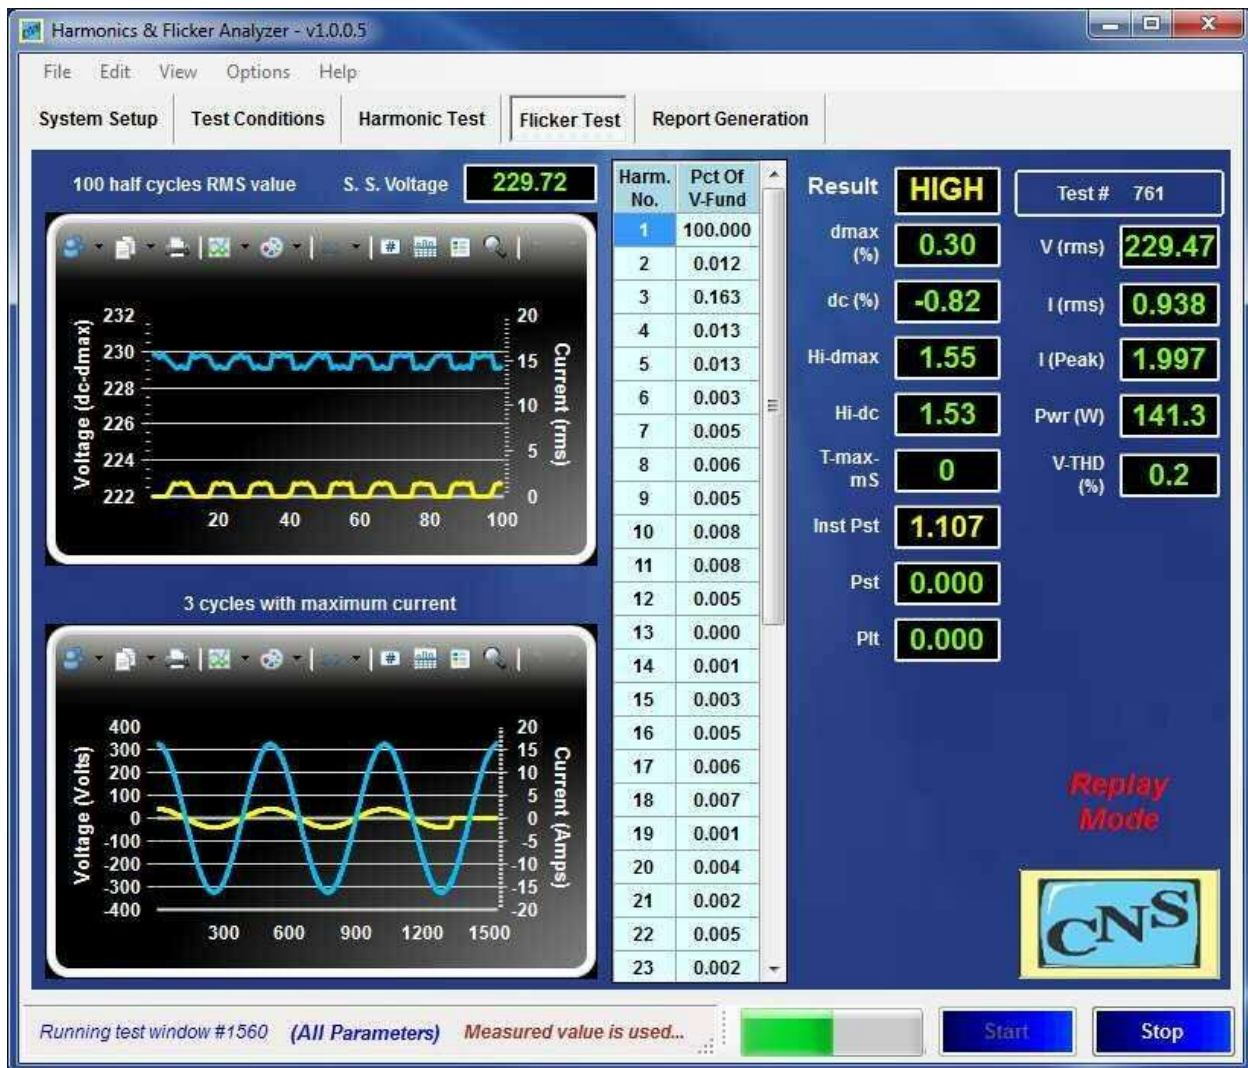 Harmonics & Flicker Analyzer - v1.0.0.5
File Edit View Options Help
System Setup Test Conditions Harmonic Test Flicker Test Report Generation
100 half cycles RMS value S. S. Voltage 229.72
#
Voltage (dc-dmax)
232
230
228
226
224
222
20
15
10
5
0
Current (rms)
20 40 60 80 100
3 cycles with maximum current
#
Voltage (Volts)
400
300
200
100
0
-100
-200
-300
-400
20
15
10
5
0
-5
-10
-15
-20
Current (Amps)
300 600 900 1200 1500
Harm. No. Pct Of V-Fund
1 100.000
2 0.012
3 0.163
4 0.013
5 0.013
6 0.003
7 0.005
8 0.006
9 0.005
10 0.008
11 0.008
12 0.005
13 0.000
14 0.001
15 0.003
16 0.005
17 0.006
18 0.007
19 0.001
20 0.004
21 0.002
22 0.005
23 0.002
Result HIGH
dmax (%) 0.30
dc (%) -0.82
Hi-dmax 1.55
Hi-dc 1.53
T-max-mS 0
Inst Pst 1.107
Pst 0.000
Plt 0.000
Test # 761
V (rms) 229.47
I (rms) 0.938
I (Peak) 1.997
Pwr (W) 141.3
V-THD (%) 0.2
Replay
Mode
CNS
Running test window #1560 (All Parameters) Measured value is used... Start Stop